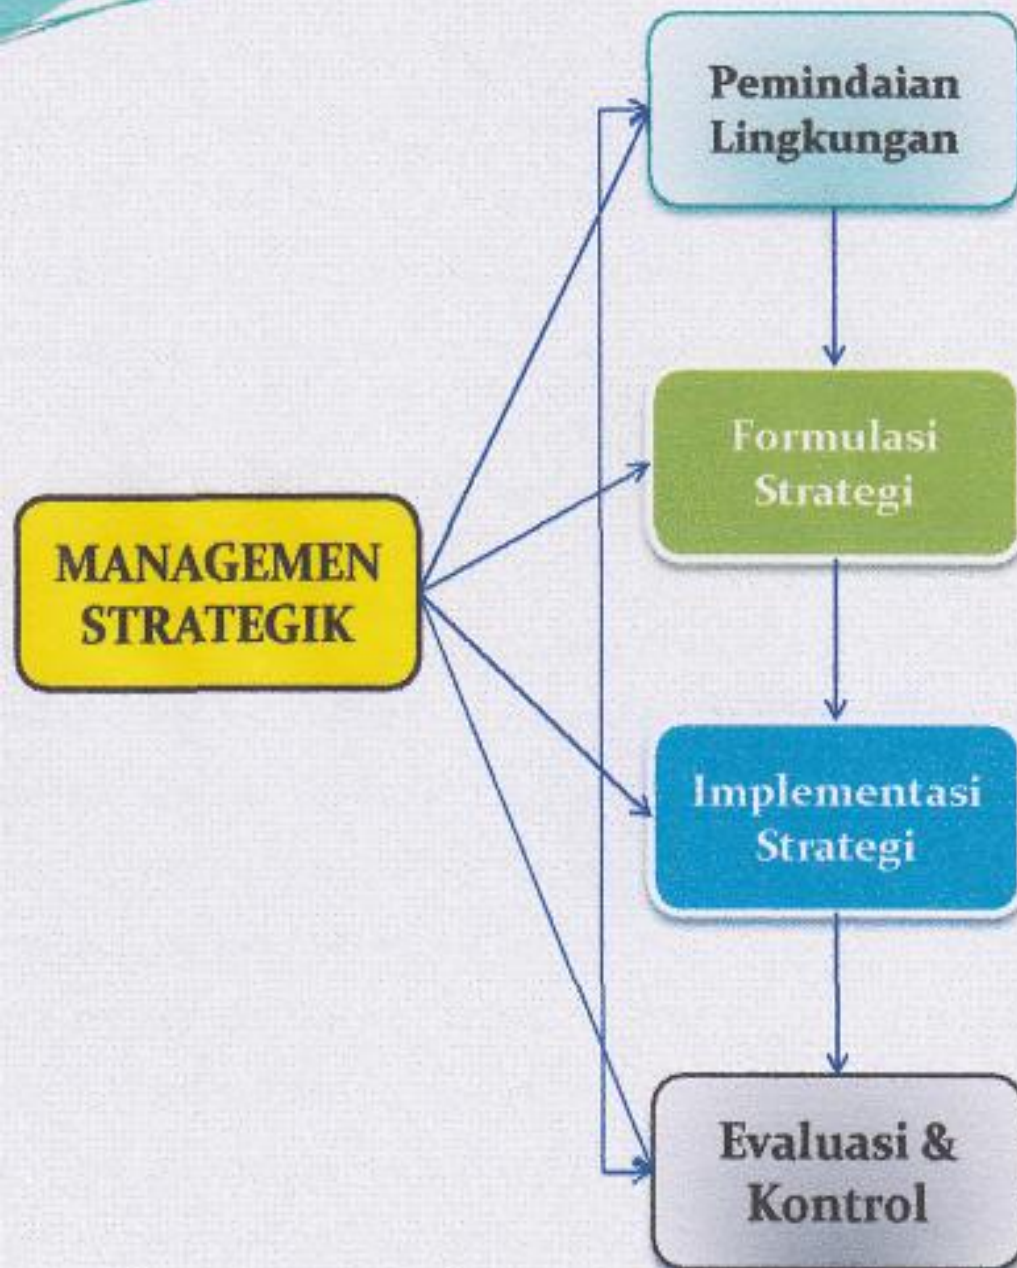 Pemindaian
Lingkungan
Formulasi
Strategi
MANAGEMEN
STRATEGIK
Implementasi
Strategi
Evaluasi &
Kontrol